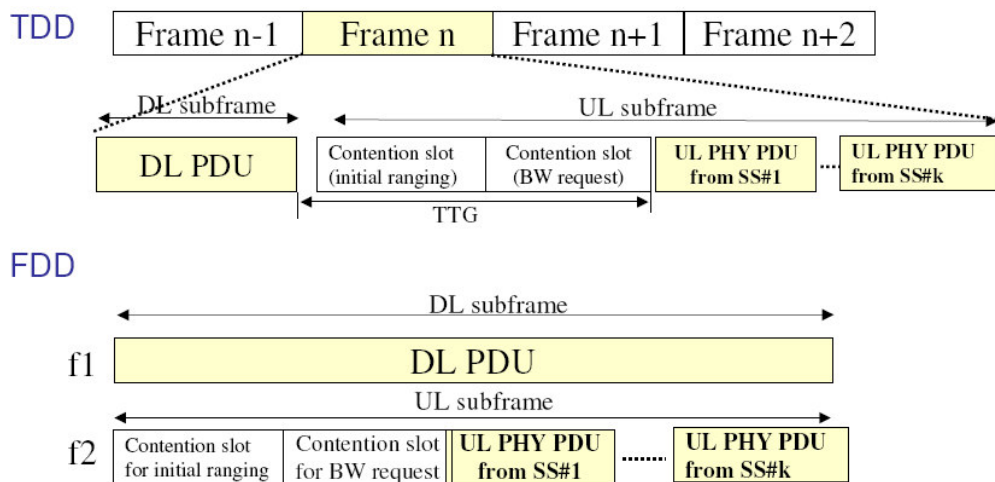 TDD
Frame n-1 Frame n Frame n+1 Frame n+2
DL subframe UL subframe
DL PDU
Contention slot
(initial ranging)
Contention slot
(BW request)
UL PHY PDU
from SS#1
UL PHY PDU
from SS#k
TTG
FDD
DL subframe
f1 DL PDU
UL subframe
f2
Contention slot
for initial ranging
Contention slot
for BW request
UL PHY PDU
from SS#1
UL PHY PDU
from SS#k